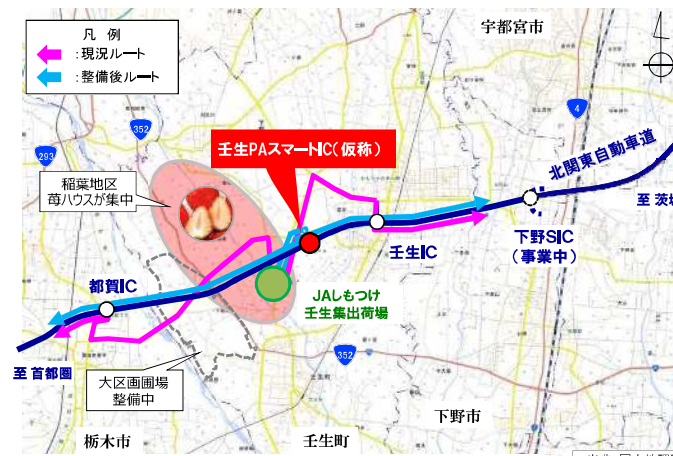 凡 例
:現況ルート
:整備後ルート
宇都宮市
4
352
293
壬生PAスマートIC(仮称)
北関東自動車道
稲葉地区
苺ハウスが集中
至 茨城
壬生IC
下野SIC
(事業中)
都賀IC
JAしもつけ
壬生集出荷場
352
至 首都圏
大区画圃場
整備中
下野市
栃木市
壬生町